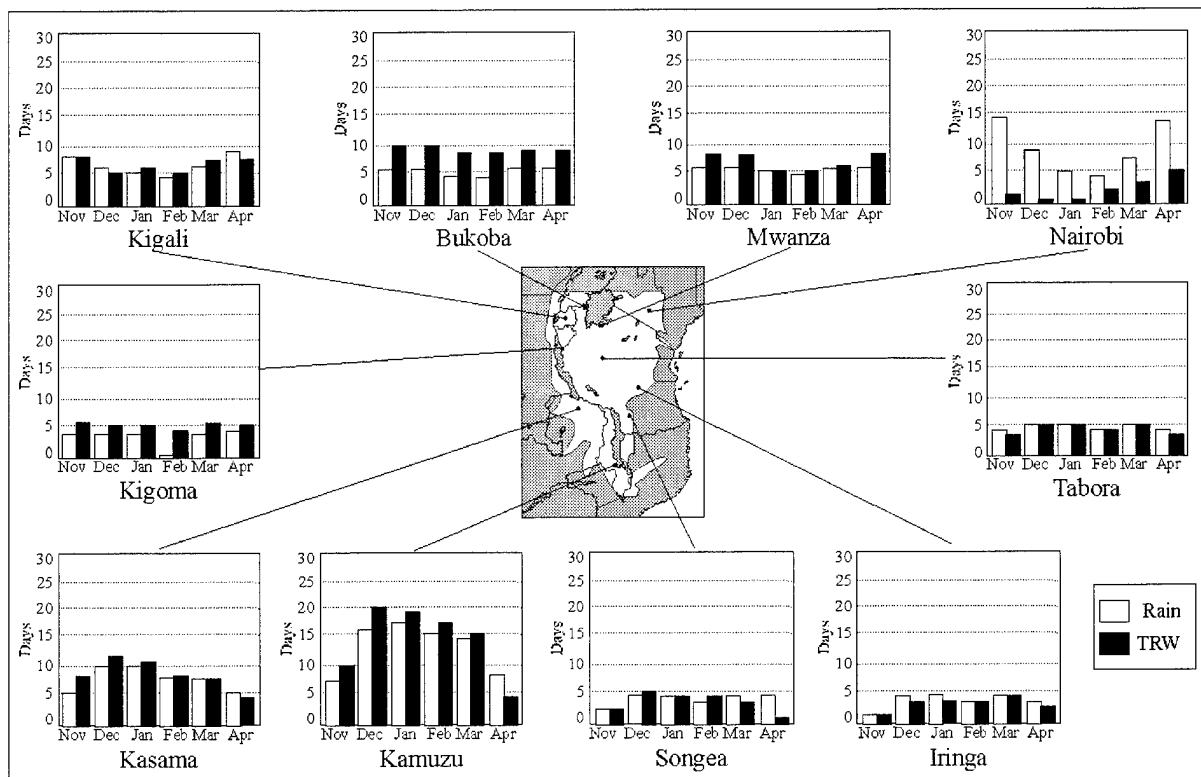 30
25
20
15
10
5
0
Days
Nov Dec Jan Feb Mar Apr
Kigali
30
25
20
15
10
5
0
Days
Nov Dec Jan Feb Mar Apr
Bukoba
30
25
20
15
10
5
0
Days
Nov Dec Jan Feb Mar Apr
Mwanza
30
25
20
15
10
5
0
Days
Nov Dec Jan Feb Mar Apr
Nairobi
30
25
20
15
10
5
0
Days
Nov Dec Jan Feb Mar Apr
Kigoma
30
25
20
15
10
5
0
Days
Nov Dec Jan Feb Mar Apr
Tabora
30
25
20
15
10
5
0
Days
Nov Dec Jan Feb Mar Apr
Kasama
30
25
20
15
10
5
0
Days
Nov Dec Jan Feb Mar Apr
Kamuzu
30
25
20
15
10
5
0
Days
Nov Dec Jan Feb Mar Apr
Songea
30
25
20
15
10
5
0
Days
Nov Dec Jan Feb Mar Apr
Iringa
Rain
TRW